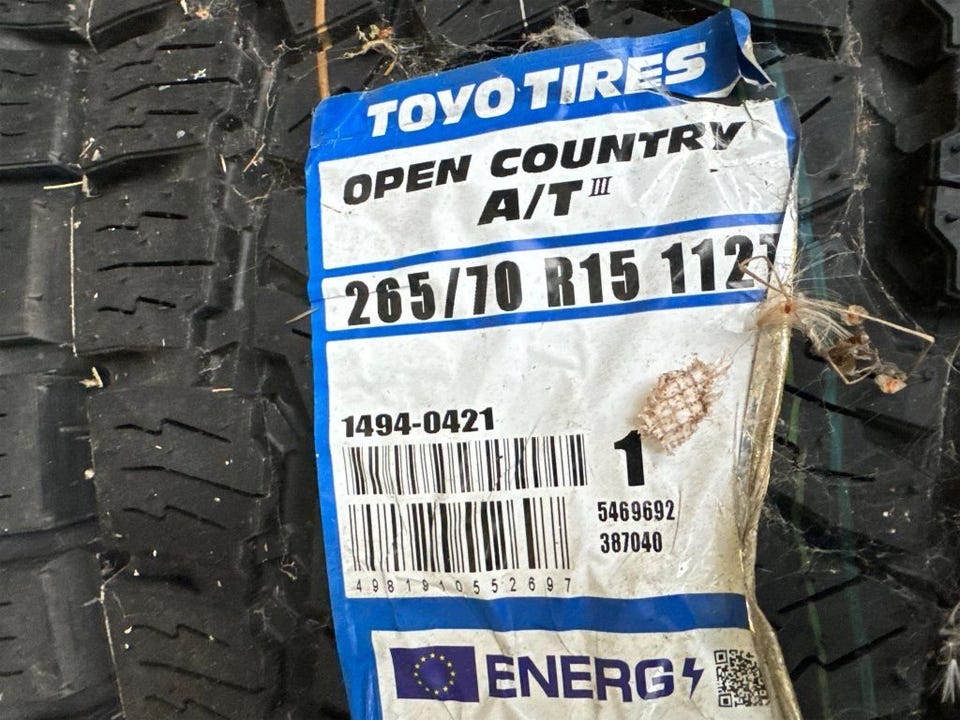 TOYO TIRES
OPEN COUNTRY
A/T III
265/70 R15 112T
1494-0421
1
5469692
387040
4981910552697
ENERG